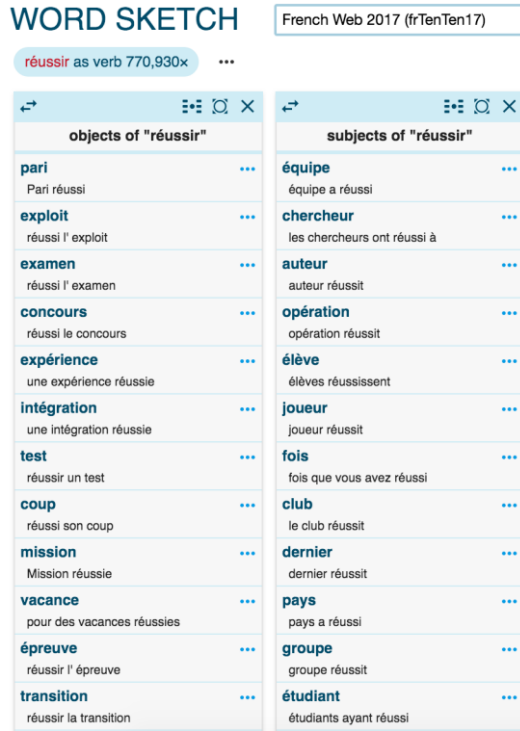 WORD SKETCH
French Web 2017 (frTenTen17)
réussir as verb 770,930×
objects of "réussir"
pari
Pari réussi
exploit
réussi l' exploit
examen
réussi l' examen
concours
réussi le concours
expérience
une expérience réussie
intégration
une intégration réussie
test
réussir un test
coup
réussi son coup
mission
Mission réussie
vacance
pour des vacances réussies
épreuve
réussir l' épreuve
transition
réussir la transition
subjects of "réussir"
équipe
équipe a réussi
chercheur
les chercheurs ont réussi à
auteur
auteur réussit
opération
opération réussit
élève
élèves réussissent
joueur
joueur réussit
fois
fois que vous avez réussi
club
le club réussit
dernier
dernier réussit
pays
pays a réussi
groupe
groupe réussit
étudiant
étudiants ayant réussi